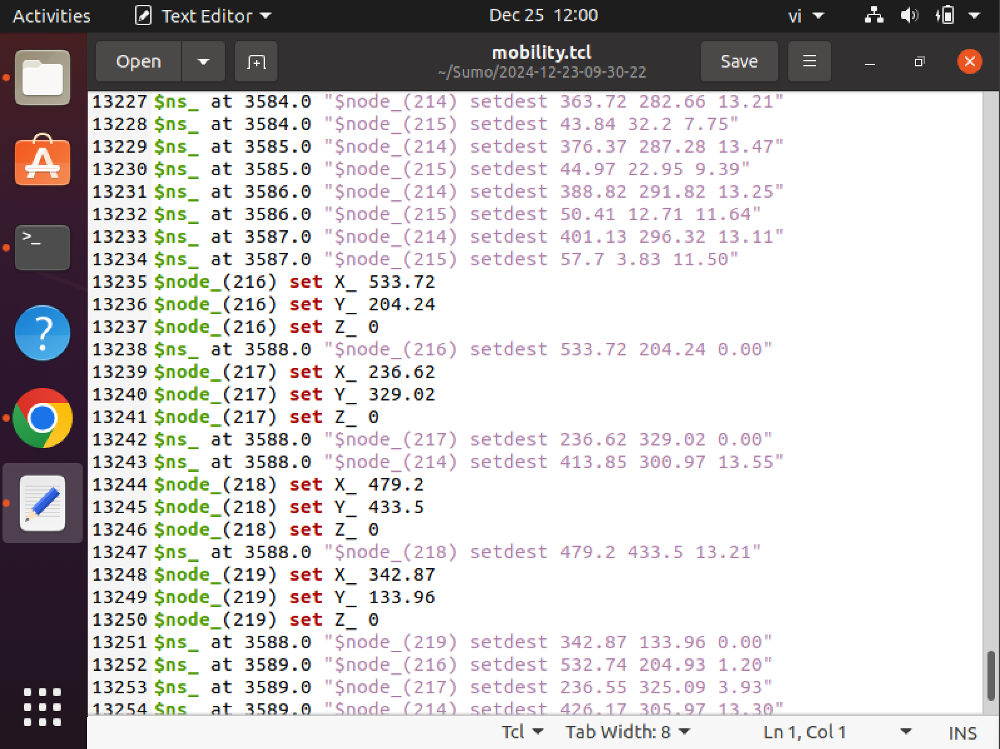 Activities Text Editor Dec 25 12:00 vi
Open mobility.tcl Save
~/Sumo/2024-12-23-09-30-22
13227 $ns_ at 3584.0 "$node_(214) setdest 363.72 282.66 13.21"
13228 $ns_ at 3584.0 "$node_(215) setdest 43.84 32.2 7.75"
13229 $ns_ at 3585.0 "$node_(214) setdest 376.37 287.28 13.47"
13230 $ns_ at 3585.0 "$node_(215) setdest 44.97 22.95 9.39"
13231 $ns_ at 3586.0 "$node_(214) setdest 388.82 291.82 13.25"
13232 $ns_ at 3586.0 "$node_(215) setdest 50.41 12.71 11.64"
13233 $ns_ at 3587.0 "$node_(214) setdest 401.13 296.32 13.11"
13234 $ns_ at 3587.0 "$node_(215) setdest 57.7 3.83 11.50"
13235 $node_(216) set X_ 533.72
13236 $node_(216) set Y_ 204.24
13237 $node_(216) set Z_ 0
13238 $ns_ at 3588.0 "$node_(216) setdest 533.72 204.24 0.00"
13239 $node_(217) set X_ 236.62
13240 $node_(217) set Y_ 329.02
13241 $node_(217) set Z_ 0
13242 $ns_ at 3588.0 "$node_(217) setdest 236.62 329.02 0.00"
13243 $ns_ at 3588.0 "$node_(214) setdest 413.85 300.97 13.55"
13244 $node_(218) set X_ 479.2
13245 $node_(218) set Y_ 433.5
13246 $node_(218) set Z_ 0
13247 $ns_ at 3588.0 "$node_(218) setdest 479.2 433.5 13.21"
13248 $node_(219) set X_ 342.87
13249 $node_(219) set Y_ 133.96
13250 $node_(219) set Z_ 0
13251 $ns_ at 3588.0 "$node_(219) setdest 342.87 133.96 0.00"
13252 $ns_ at 3589.0 "$node_(216) setdest 532.74 204.93 1.20"
13253 $ns_ at 3589.0 "$node_(217) setdest 236.55 325.09 3.93"
13254 $ns_ at 3589.0 "$node_(214) setdest 426.17 305.97 13.30"
Tcl Tab Width: 8 Ln 1, Col 1 INS